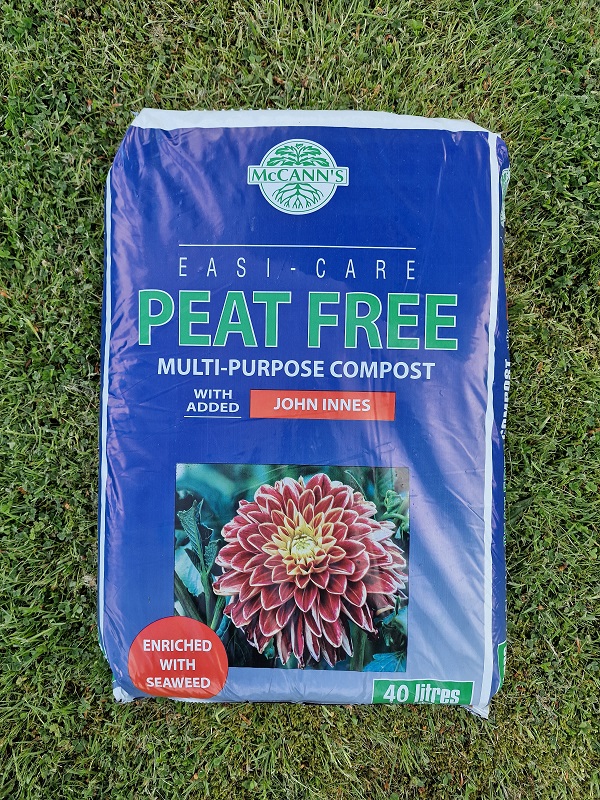 McCANN'S
EASI-CARE
PEAT FREE
MULTI-PURPOSE COMPOST
WITH
ADDED
JOHN INNES
ENRICHED
WITH
SEAWEED
40 litres